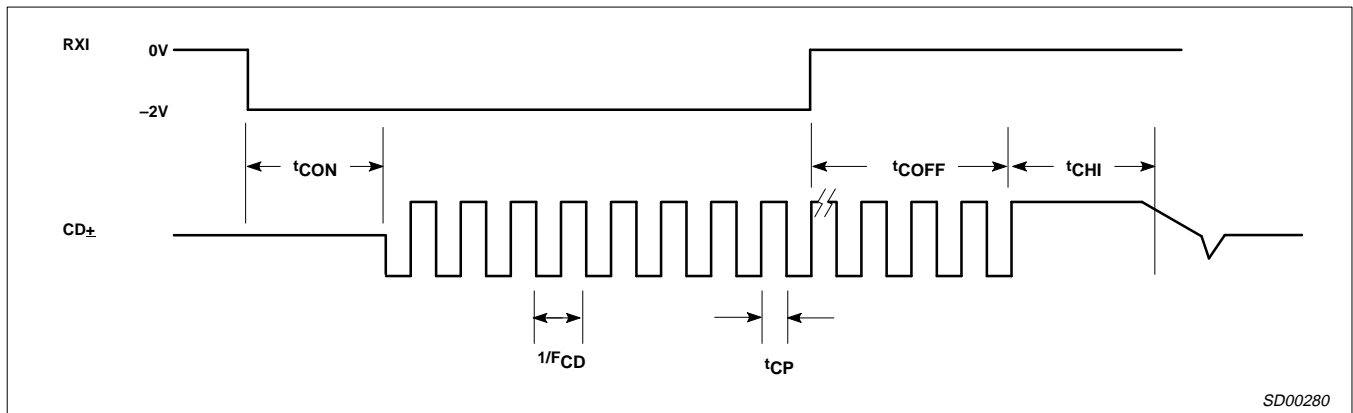 RXI
0V
–2V
tCON
tCOFF
tCHI
CD±
1/FCD
tCP
SD00280